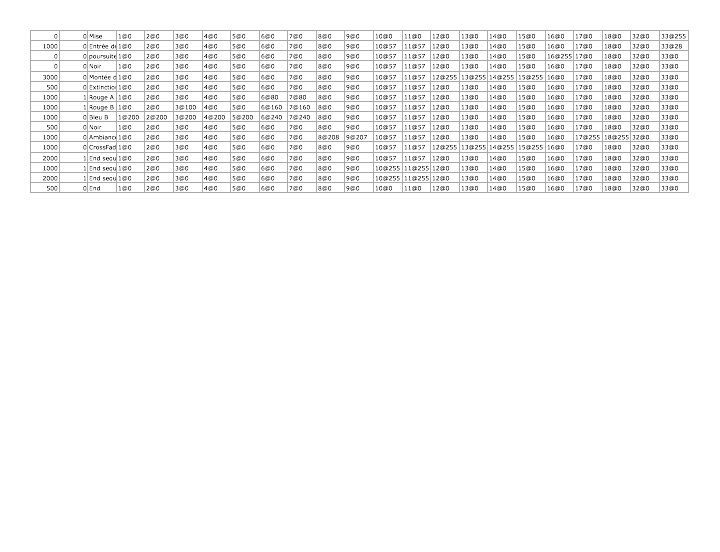 0 0 Mise 1@0 2@0 3@0 4@0 5@0 6@0 7@0 8@0 9@0 10@0 11@0 12@0 13@0 14@0 15@0 16@0 17@0 18@0 32@0 33@255
1000 0 Entrée du 1@0 2@0 3@0 4@0 5@0 6@0 7@0 8@0 9@0 10@57 11@57 12@0 13@0 14@0 15@0 16@0 17@0 18@0 32@0 33@28
0 0 poursuite 1@0 2@0 3@0 4@0 5@0 6@0 7@0 8@0 9@0 10@57 11@57 12@0 13@0 14@0 15@0 16@255 17@0 18@0 32@0 33@0
0 0 Noir 1@0 2@0 3@0 4@0 5@0 6@0 7@0 8@0 9@0 10@57 11@57 12@0 13@0 14@0 15@0 16@0 17@0 18@0 32@0 33@0
3000 0 Montée d 1@0 2@0 3@0 4@0 5@0 6@0 7@0 8@0 9@0 10@57 11@57 12@255 13@255 14@255 15@255 16@0 17@0 18@0 32@0 33@0
500 0 Extinctio 1@0 2@0 3@0 4@0 5@0 6@0 7@0 8@0 9@0 10@57 11@57 12@0 13@0 14@0 15@0 16@0 17@0 18@0 32@0 33@0
1000 1 Rouge A 1@0 2@0 3@0 4@0 5@0 6@80 7@80 8@0 9@0 10@57 11@57 12@0 13@0 14@0 15@0 16@0 17@0 18@0 32@0 33@0
1000 1 Rouge B 1@0 2@0 3@100 4@0 5@0 6@160 7@160 8@0 9@0 10@57 11@57 12@0 13@0 14@0 15@0 16@0 17@0 18@0 32@0 33@0
1000 0 Bleu B 1@200 2@200 3@200 4@200 5@200 6@240 7@240 8@0 9@0 10@57 11@57 12@0 13@0 14@0 15@0 16@0 17@0 18@0 32@0 33@0
500 0 Noir 1@0 2@0 3@0 4@0 5@0 6@0 7@0 8@0 9@0 10@57 11@57 12@0 13@0 14@0 15@0 16@0 17@0 18@0 32@0 33@0
1000 0 Ambianc 1@0 2@0 3@0 4@0 5@0 6@0 7@0 8@208 9@207 10@57 11@57 12@0 13@0 14@0 15@0 16@0 17@255 18@255 32@0 33@0
1000 0 CrossFad 1@0 2@0 3@0 4@0 5@0 6@0 7@0 8@0 9@0 10@57 11@57 12@255 13@255 14@255 15@255 16@0 17@0 18@0 32@0 33@0
2000 1 End sequ 1@0 2@0 3@0 4@0 5@0 6@0 7@0 8@0 9@0 10@57 11@57 12@0 13@0 14@0 15@0 16@0 17@0 18@0 32@0 33@0
1000 1 End sequ 1@0 2@0 3@0 4@0 5@0 6@0 7@0 8@0 9@0 10@255 11@57 12@0 13@0 14@0 15@0 16@0 17@0 18@0 32@0 33@0
2000 1 End sequ 1@0 2@0 3@0 4@0 5@0 6@0 7@0 8@0 9@0 10@255 11@255 12@0 13@0 14@0 15@0 16@0 17@0 18@0 32@0 33@0
500 0 End 1@0 2@0 3@0 4@0 5@0 6@0 7@0 8@0 9@0 10@0 11@0 12@0 13@0 14@0 15@0 16@0 17@0 18@0 32@0 33@0